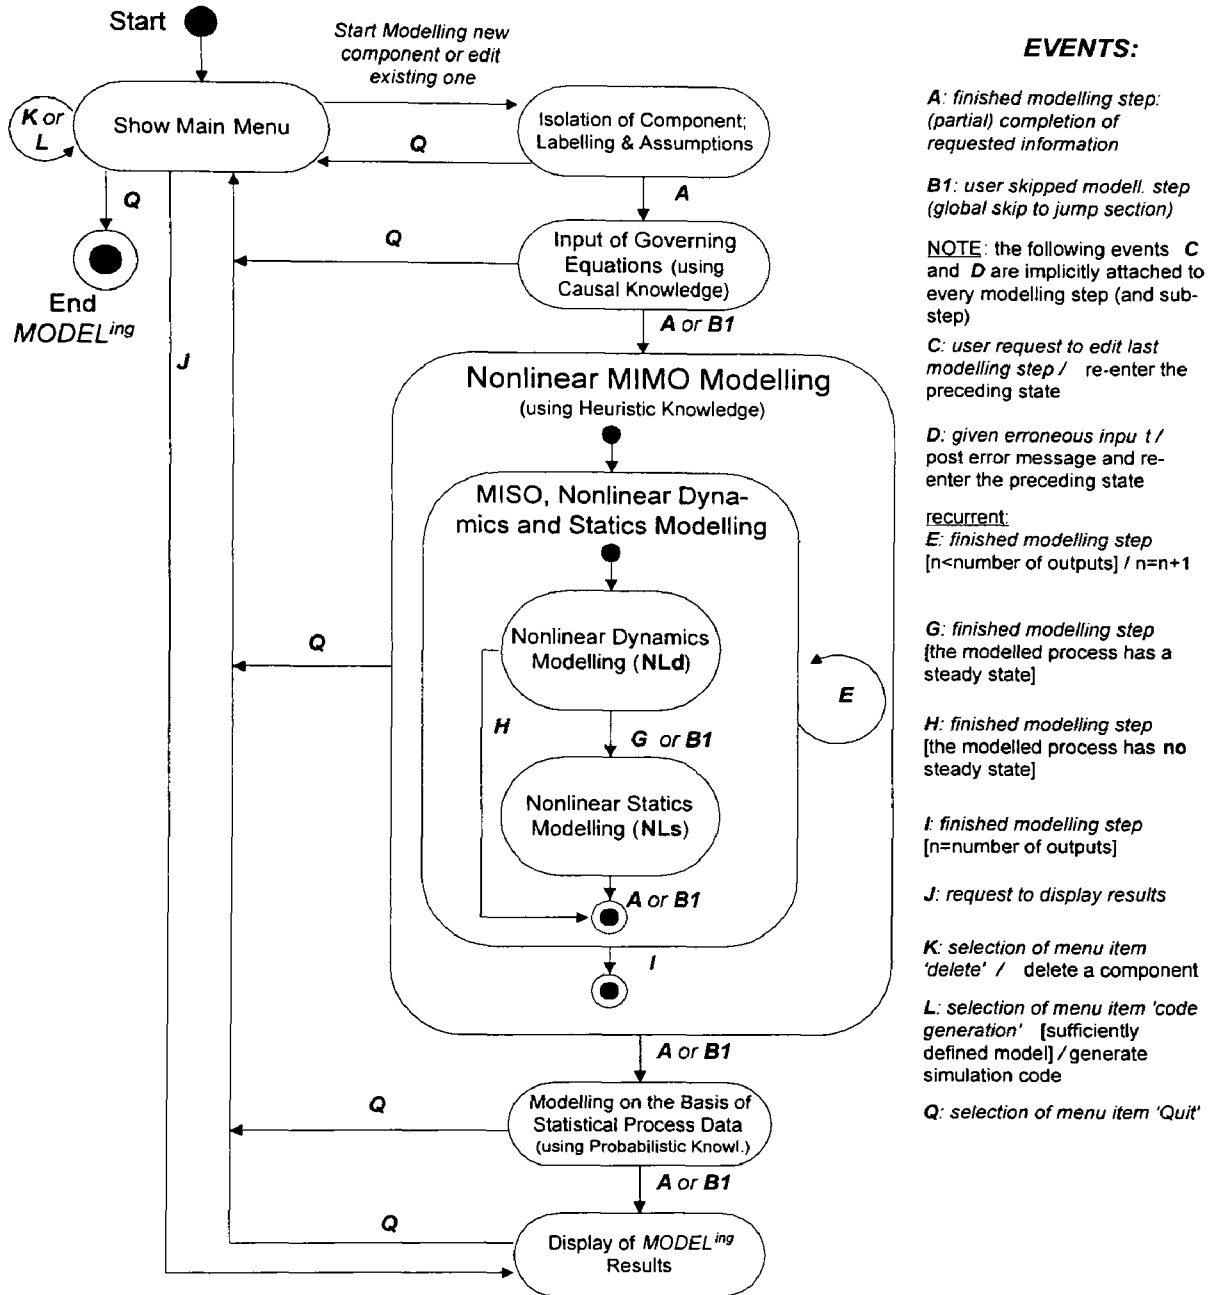 Start
Start Modelling new
component or edit
existing one
K or
L
Show Main Menu
Isolation of Component;
Labelling & Assumptions
Q
A
Q
Q
Input of Governing
Equations (using
Causal Knowledge)
End
MODELing
A or B1
J
Nonlinear MIMO Modelling
(using Heuristic Knowledge)
MISO, Nonlinear Dyna-
mics and Statics Modelling
Nonlinear Dynamics
Modelling (NLd)
Q
E
H
G or B1
Nonlinear Statics
Modelling (NLs)
A or B1
I
A or B1
Modelling on the Basis of
Statistical Process Data
(using Probabilistic Knowl.)
Q
A or B1
Q
Display of MODELing
Results
EVENTS:
A: finished modelling step:
(partial) completion of
requested information
B1: user skipped modell. step
(global skip to jump section)
NOTE: the following events C
and D are implicitly attached to
every modelling step (and sub-
step)
C: user request to edit last
modelling step / re-enter the
preceding state
D: given erroneous inpu t /
post error message and re-
enter the preceding state
recurrent:
E: finished modelling step
[n<number of outputs] / n=n+1
G: finished modelling step
[the modelled process has a
steady state]
H: finished modelling step
[the modelled process has no
steady state]
I: finished modelling step
[n=number of outputs]
J: request to display results
K: selection of menu item
'delete' / delete a component
L: selection of menu item 'code
generation' [sufficiently
defined model] / generate
simulation code
Q: selection of menu item 'Quit'